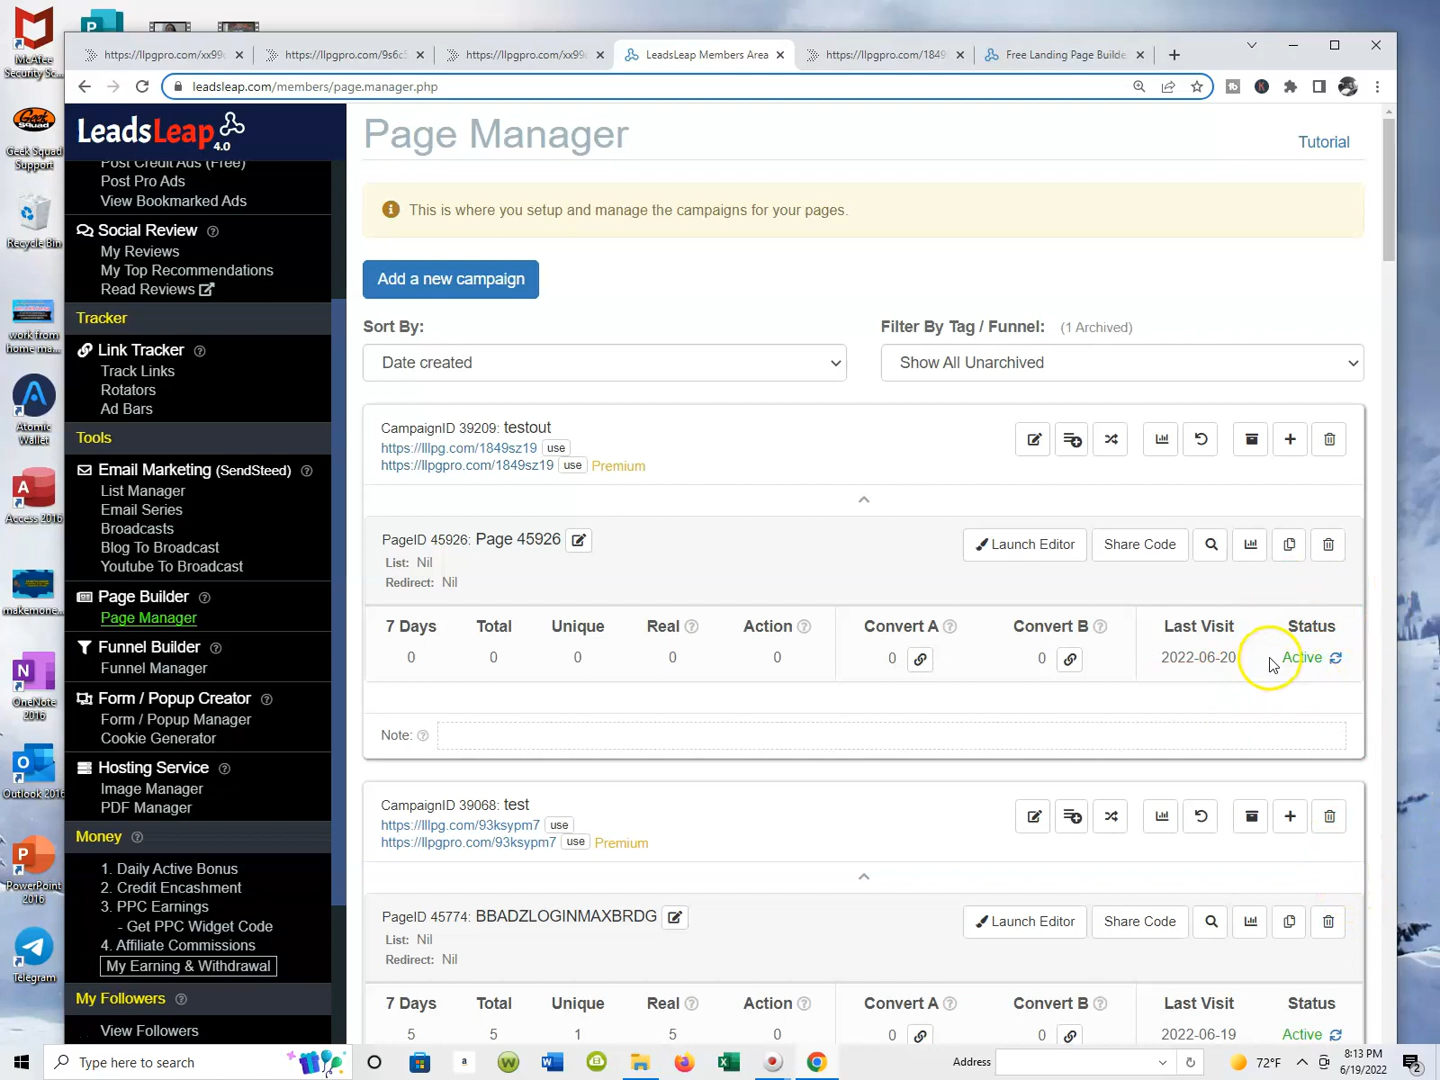 McAfee
Security Sc...
Geek Squad
Support
Recycle Bin
work from
home ma...
Atomic
Wallet
Access 2016
makemone...
OneNote
2016
Outlook 2016
PowerPoint
2016
Telegram
https://llpgpro.com/xx99
https://llpgpro.com/9s6c
https://llpgpro.com/xx99
LeadsLeap Members Area
https://llpgpro.com/1849
Free Landing Page Builde
leadsleap.com/members/page.manager.php
LeadsLeap 4.0
Post Credit Ads (Free)
Post Pro Ads
View Bookmarked Ads
Social Review
My Reviews
My Top Recommendations
Read Reviews
Tracker
Link Tracker
Track Links
Rotators
Ad Bars
Tools
Email Marketing (SendSteed)
List Manager
Email Series
Broadcasts
Blog To Broadcast
Youtube To Broadcast
Page Builder
Page Manager
Funnel Builder
Funnel Manager
Form / Popup Creator
Form / Popup Manager
Cookie Generator
Hosting Service
Image Manager
PDF Manager
Money
1. Daily Active Bonus
2. Credit Encashment
3. PPC Earnings
- Get PPC Widget Code
4. Affiliate Commissions
My Earning & Withdrawal
My Followers
View Followers
Page Manager
Tutorial
This is where you setup and manage the campaigns for your pages.
Add a new campaign
Sort By:
Filter By Tag / Funnel: (1 Archived)
Date created
Show All Unarchived
CampaignID 39209: testout
https://lllpg.com/1849sz19 use
https://llpgpro.com/1849sz19 use Premium
PageID 45926: Page 45926
Launch Editor Share Code
List: Nil
Redirect: Nil
7 Days Total Unique Real Action Convert A Convert B Last Visit Status
0 0 0 0 0 0 0 2022-06-20 Active
Note:
CampaignID 39068: test
https://lllpg.com/93ksypm7 use
https://llpgpro.com/93ksypm7 use Premium
PageID 45774: BBADZLOGINMAXBRDG
Launch Editor Share Code
List: Nil
Redirect: Nil
7 Days Total Unique Real Action Convert A Convert B Last Visit Status
5 5 1 5 0 0 0 2022-06-19 Active
Type here to search
Address
72°F
8:13 PM
6/19/2022
2